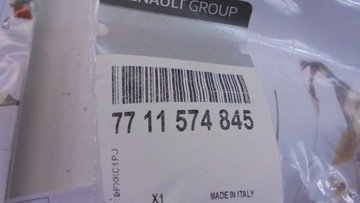 RENAULT GROUP
77 11 574 845
X1
MADE IN ITALY